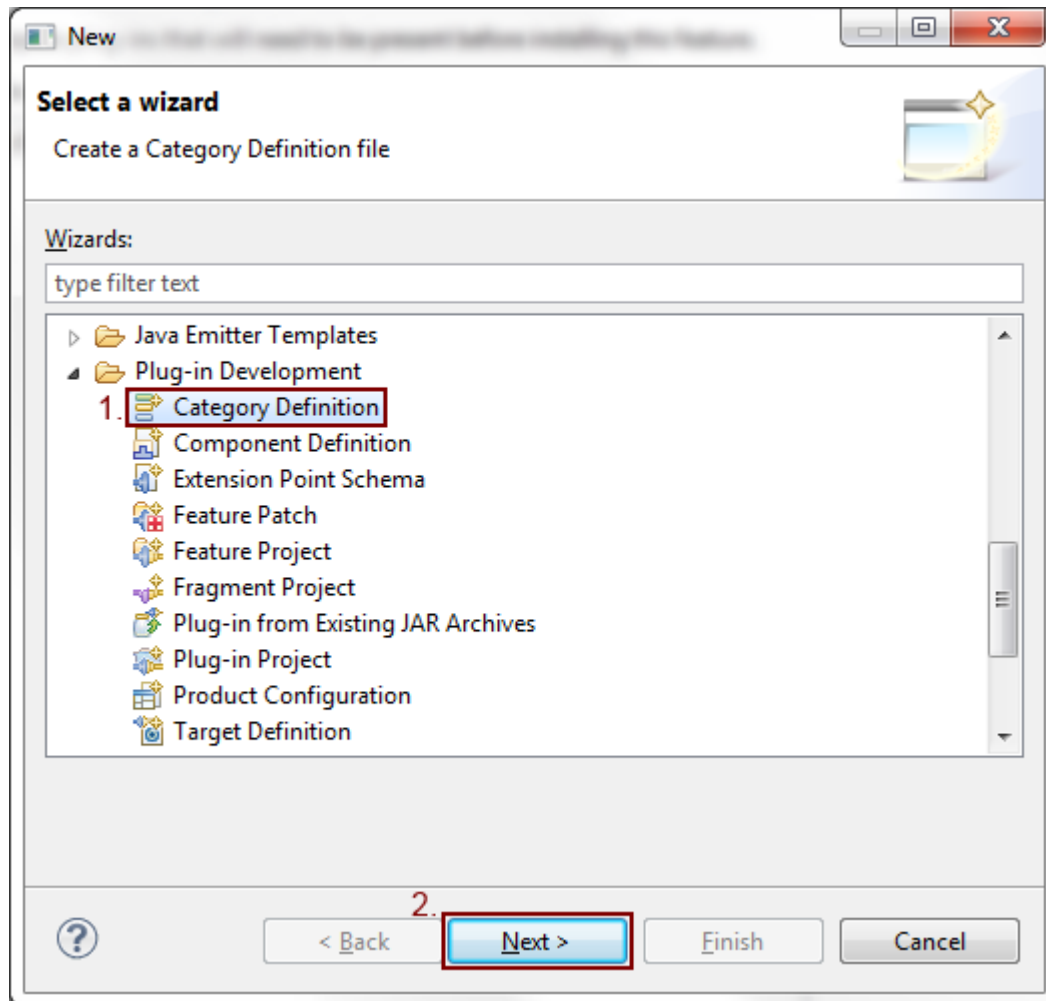 New
Select a wizard
Create a Category Definition file
Wizards:
type filter text
Java Emitter Templates
Plug-in Development
1. Category Definition
Component Definition
Extension Point Schema
Feature Patch
Feature Project
Fragment Project
Plug-in from Existing JAR Archives
Plug-in Project
Product Configuration
Target Definition
2.
? < Back Next > Finish Cancel